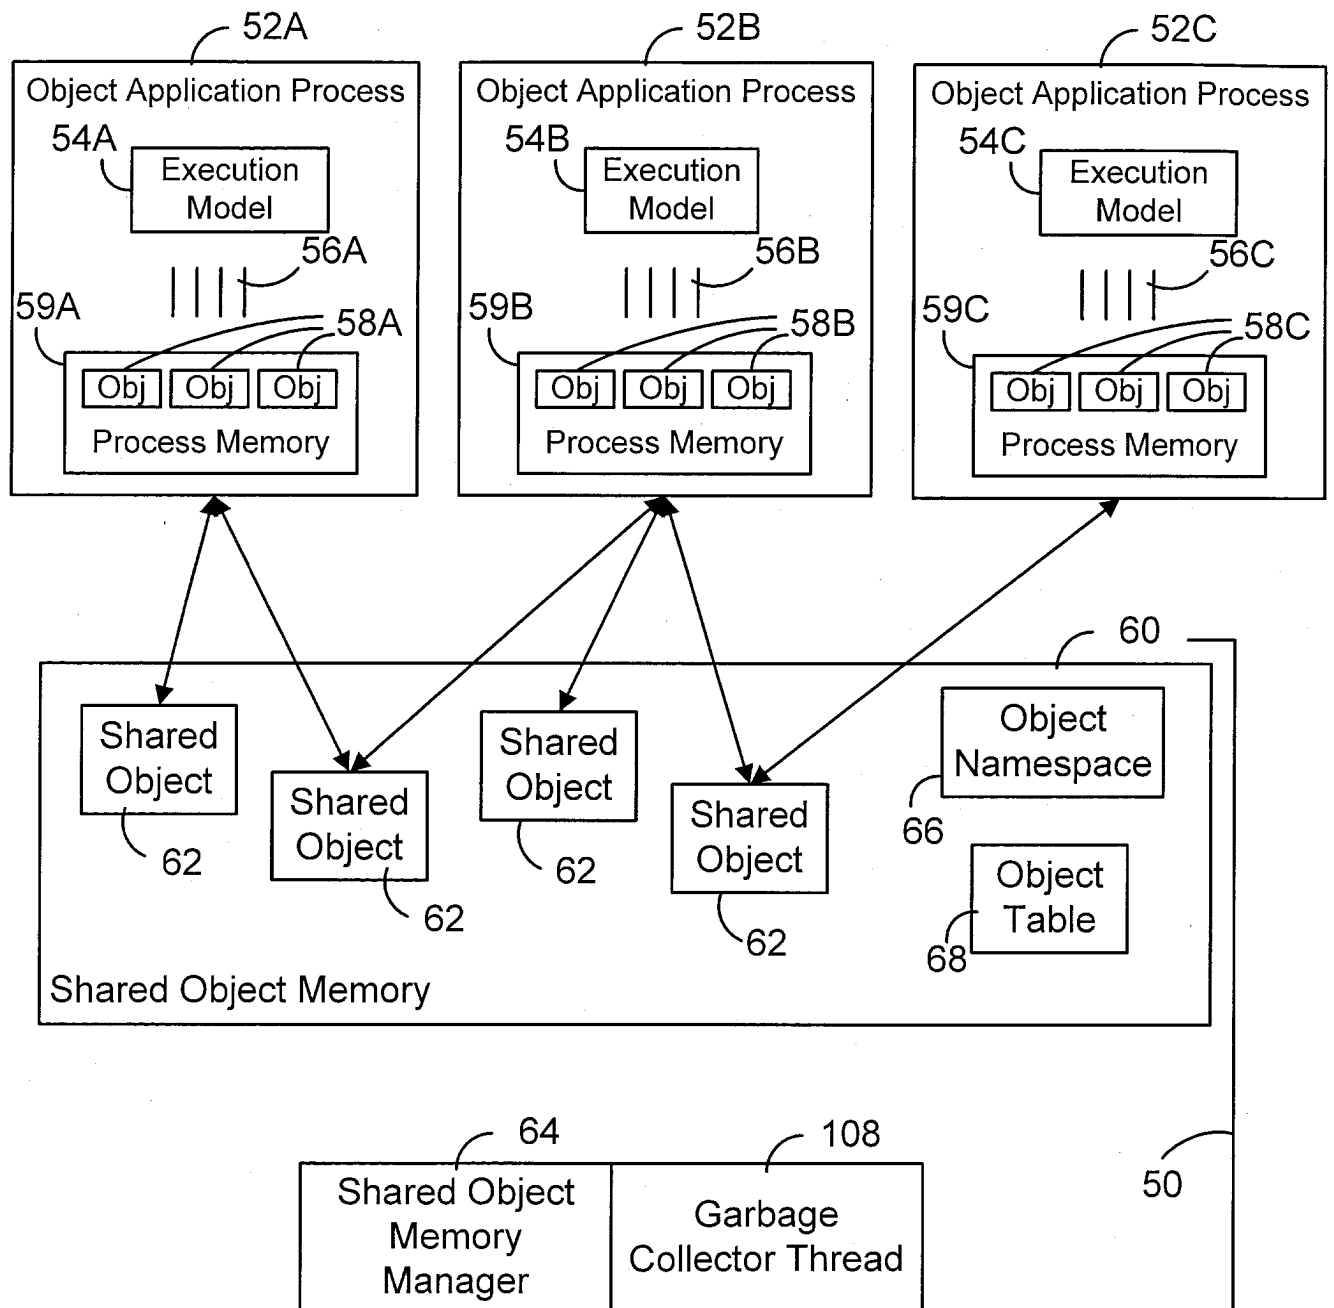 52A
52B
52C
Object Application Process
Object Application Process
Object Application Process
54A
54B
54C
Execution
Model
Execution
Model
Execution
Model
56A
56B
56C
59A
58A
59B
58B
59C
58C
Obj
Obj
Obj
Obj
Obj
Obj
Obj
Obj
Obj
Process Memory
Process Memory
Process Memory
60
Shared
Object
62
Shared
Object
62
Shared
Object
62
Shared
Object
62
Object
Namespace
66
Object
Table
68
Shared Object Memory
64
108
50
Shared Object
Memory
Manager
Garbage
Collector Thread